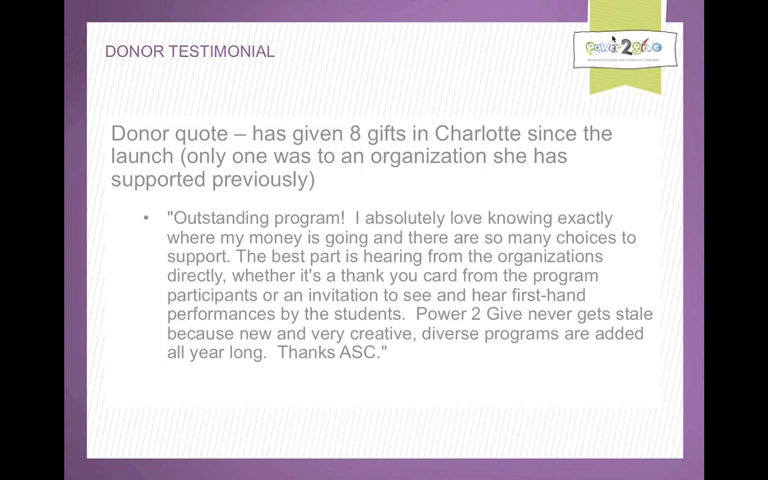 DONOR TESTIMONIAL
power2give
Donor quote – has given 8 gifts in Charlotte since the
launch (only one was to an organization she has
supported previously)
• "Outstanding program!  I absolutely love knowing exactly
where my money is going and there are so many choices to
support. The best part is hearing from the organizations
directly, whether it's a thank you card from the program
participants or an invitation to see and hear first-hand
performances by the students.  Power 2 Give never gets stale
because new and very creative, diverse programs are added
all year long.  Thanks ASC."